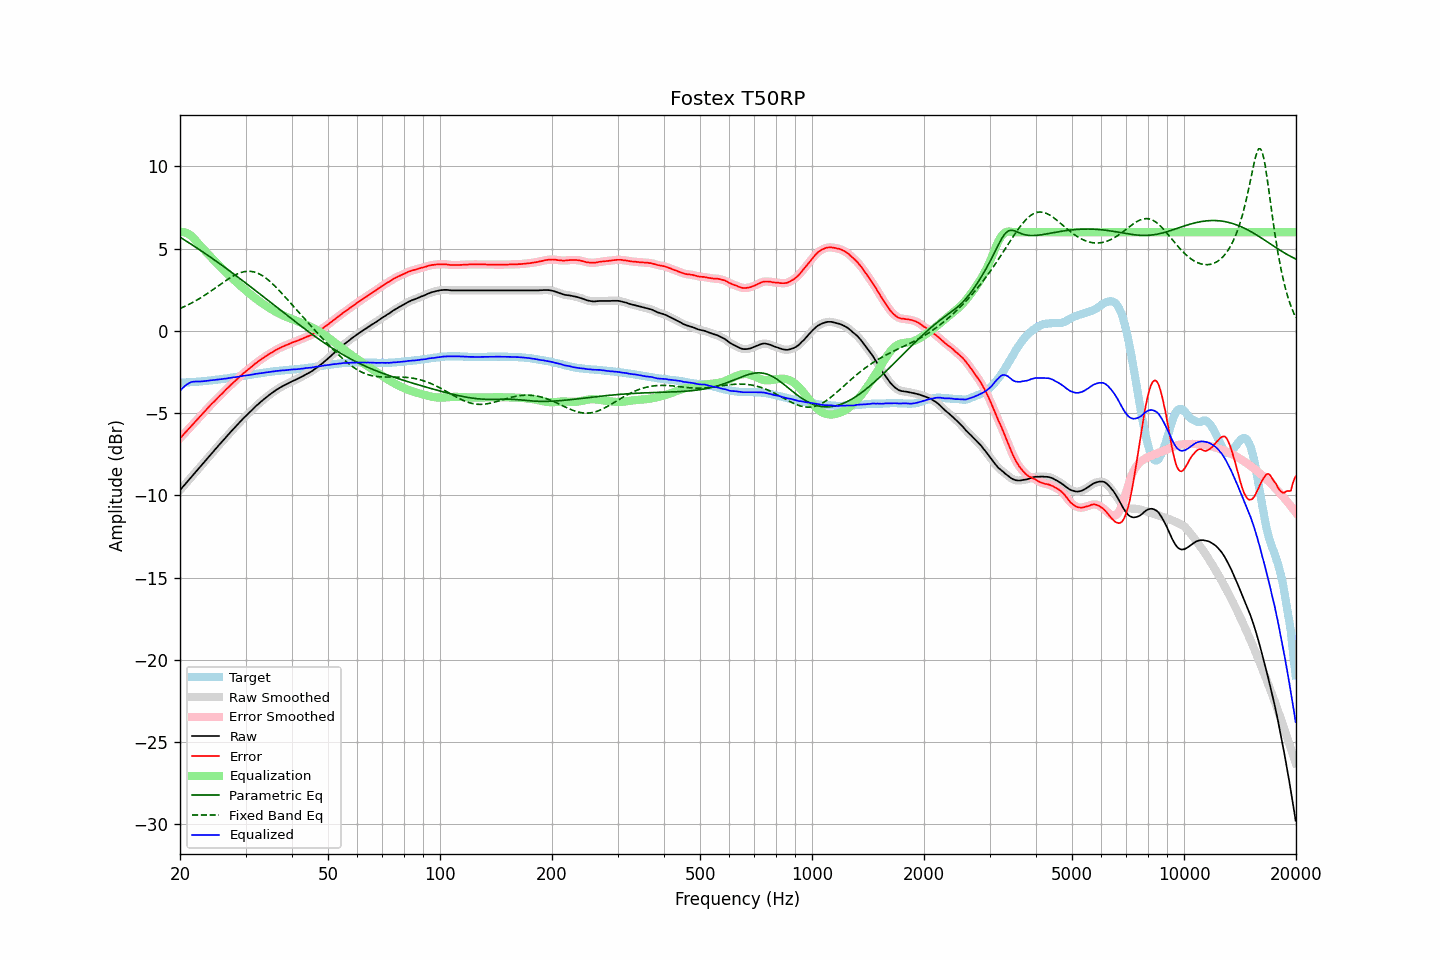 Fostex T50RP
10
5
0
−5
−10
−15
−20
−25
−30
Amplitude (dBr)
Target
Raw Smoothed
Error Smoothed
Raw
Error
Equalization
Parametric Eq
Fixed Band Eq
Equalized
20 50 100 200 500 1000 2000 5000 10000 20000
Frequency (Hz)